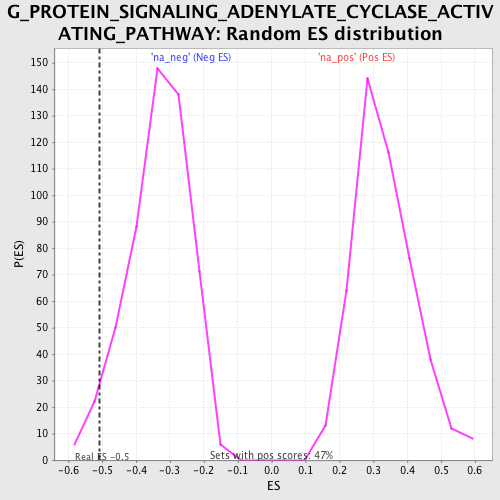 G_PROTEIN_SIGNALING_ADENYLATE_CYCLASE_ACTIV
ATING_PATHWAY: Random ES distribution
'na_neg' (Neg ES) 'na_pos' (Pos ES)
150
140
130
120
110
100
90
80
70
60
50
40
30
20
10
0
P(ES)
Real ES -0.5 Sets with pos scores: 47%
-0.6 -0.5 -0.4 -0.3 -0.2 -0.1 0.0 0.1 0.2 0.3 0.4 0.5 0.6
ES